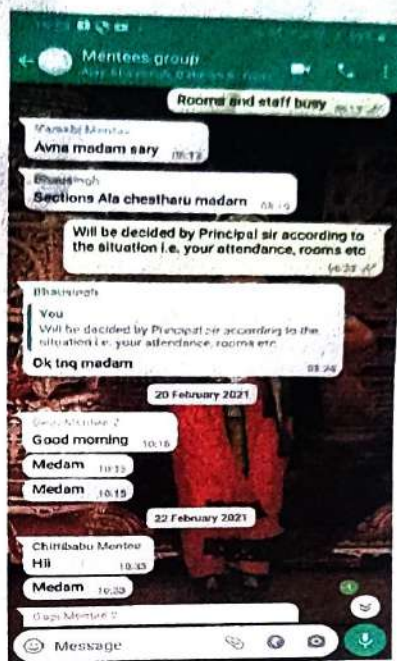 Mentees group
Rooms and staff busy
Avna madam sary
Sections Ala chestharu madam
Will be decided by Principal sir according to
the situation i.e. your attendance, rooms etc
Bhausingh
You
Will be decided by Principal sir according to the
situation i.e. your attendance, rooms etc
Ok tnq madam
20 February 2021
Good morning 10:15
Medam 10:15
Medam 10:15
22 February 2021
Chittibabu Mentee
Hii 10:33
Medam 10:33
Message